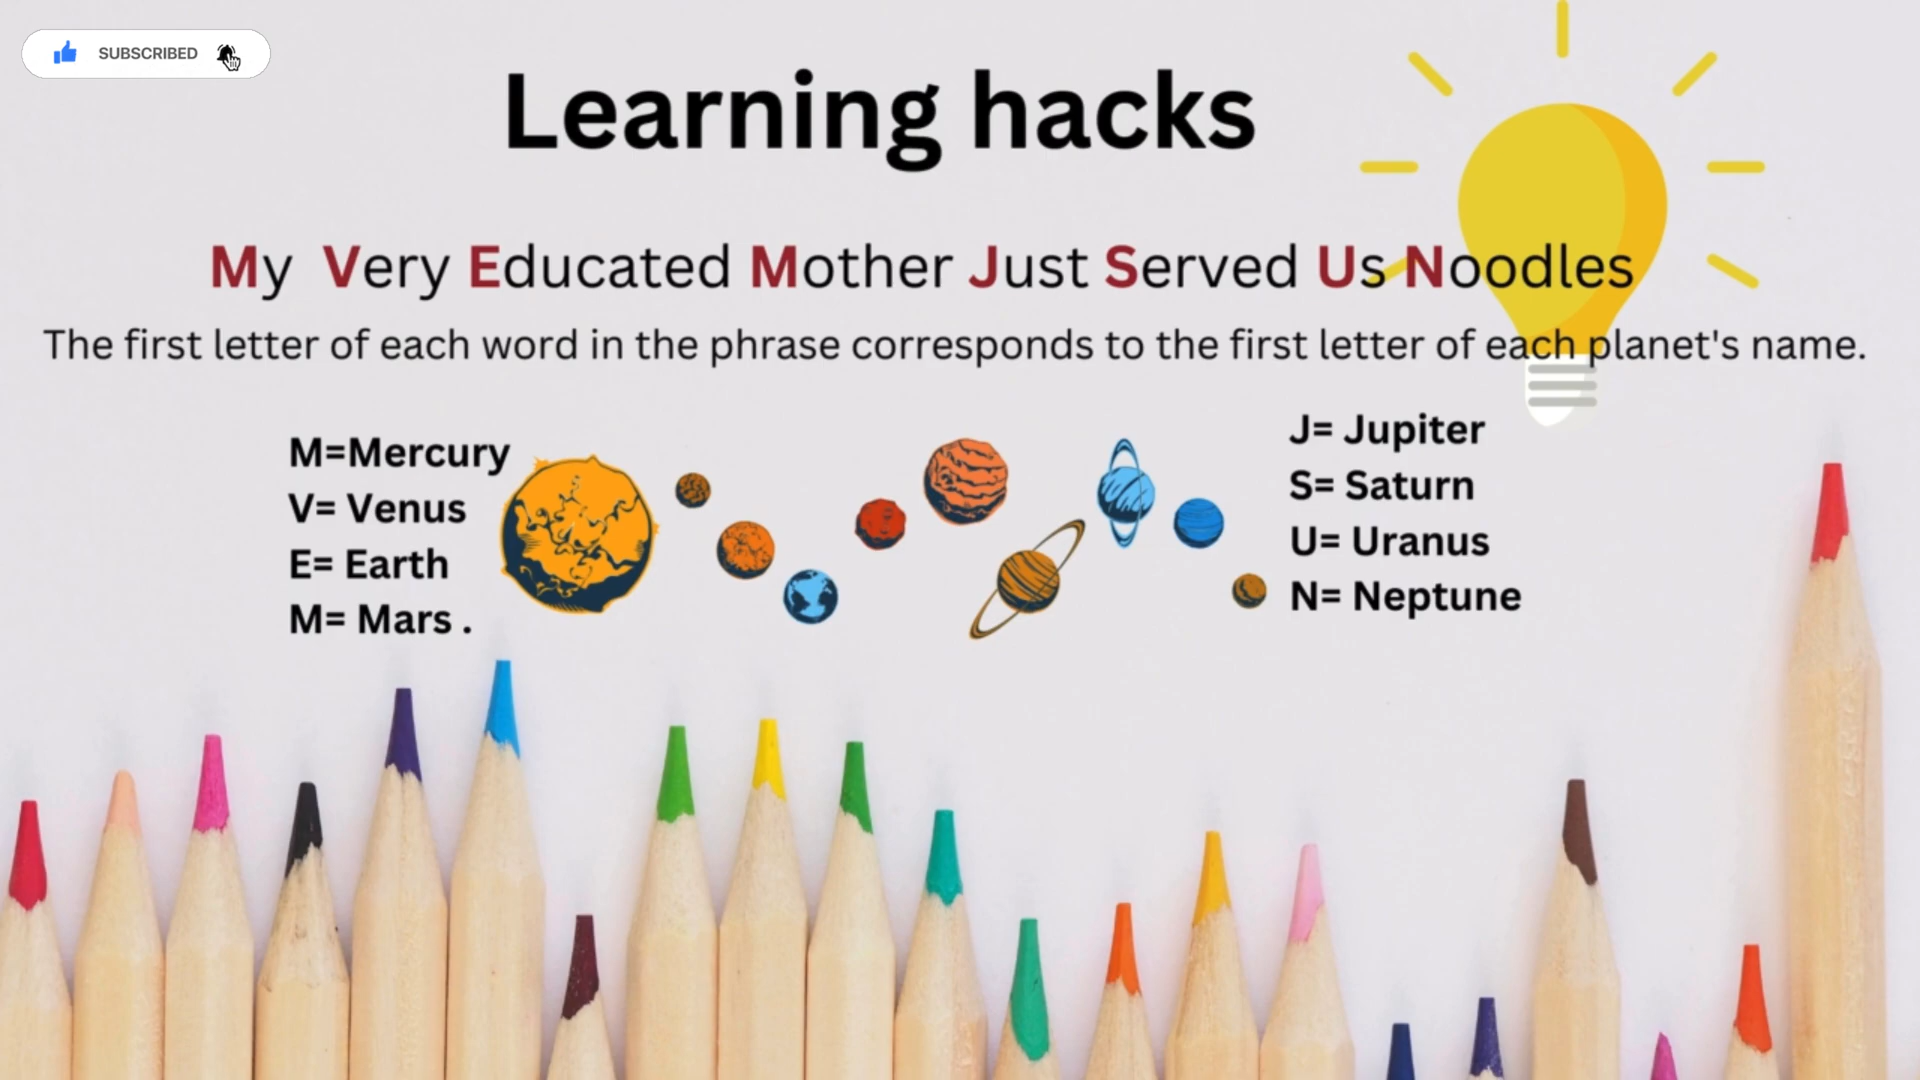 SUBSCRIBED
Learning hacks
My Very Educated Mother Just Served Us Noodles
The first letter of each word in the phrase corresponds to the first letter of each planet's name.
M=Mercury
V= Venus
E= Earth
M= Mars .
J= Jupiter
S= Saturn
U= Uranus
N= Neptune